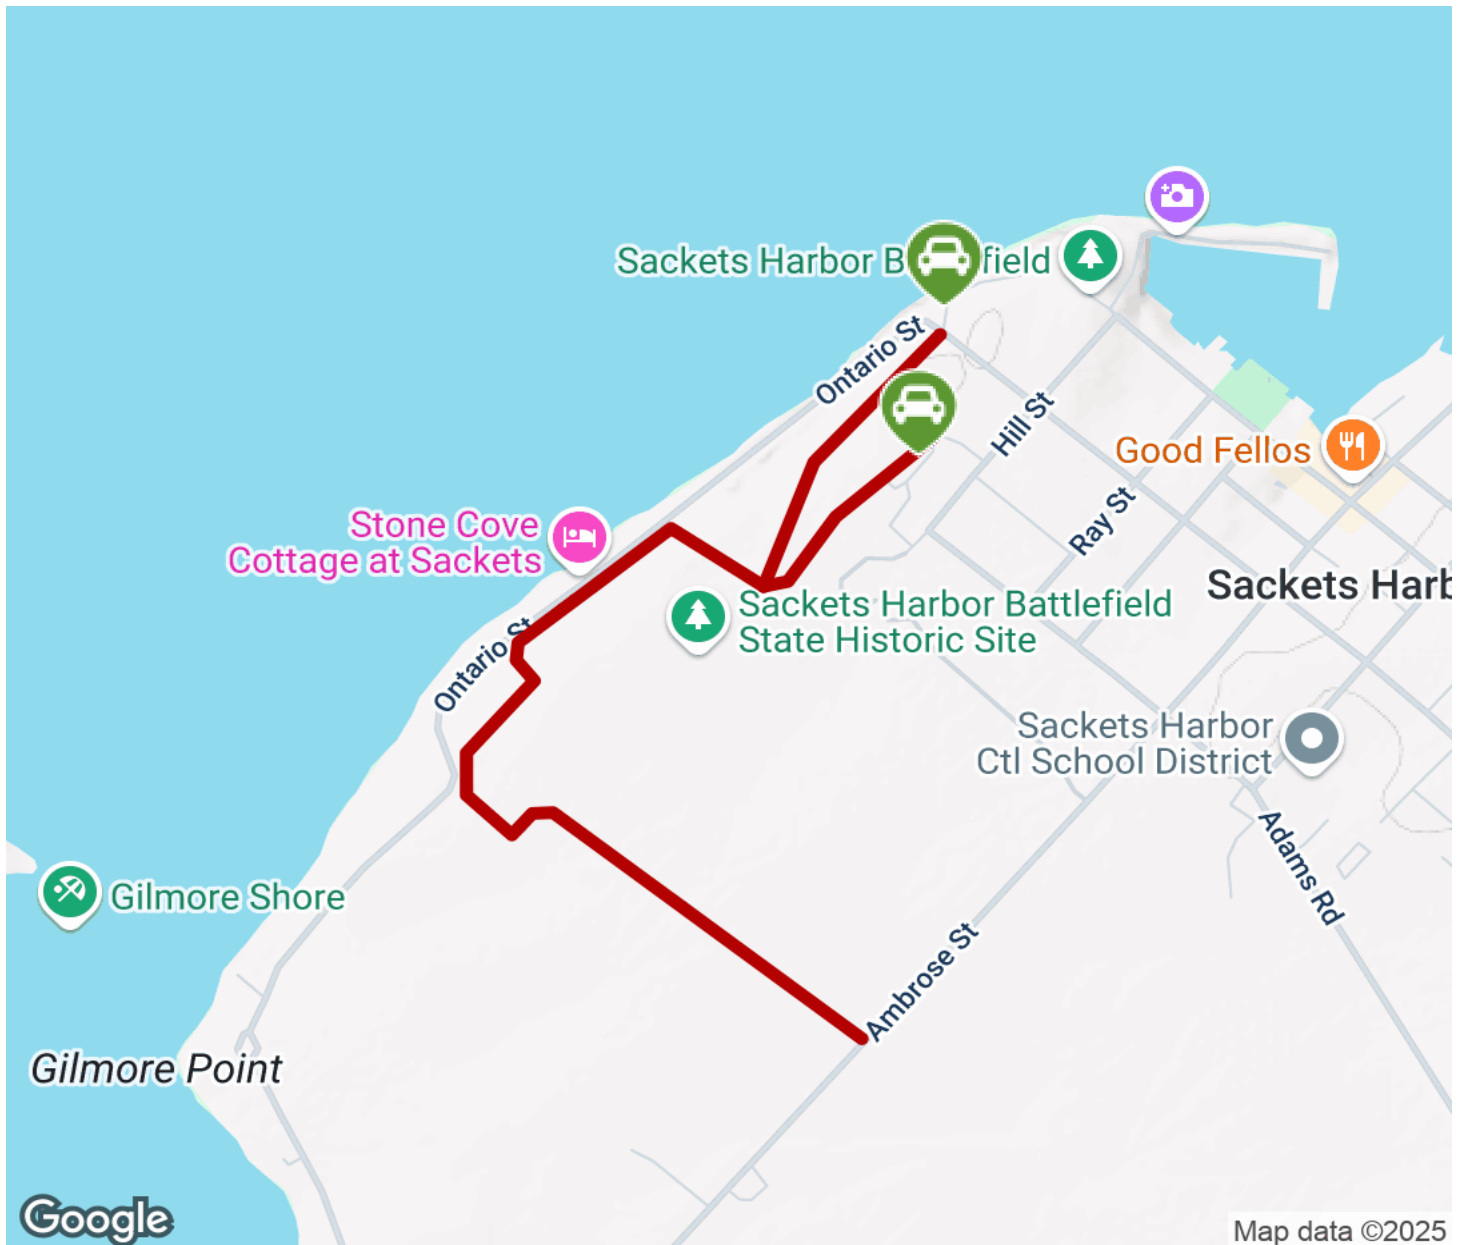 Sackets Harbor B
field
Ontario St
Hill St
Good Fellos
Ray St
Stone Cove
Cottage at Sackets
Sackets Harb
Sackets Harbor Battlefield
State Historic Site
Ontario St
Sackets Harbor
Ctl School District
Adams Rd
Gilmore Shore
Ambrose St
Gilmore Point
Google
Map data ©2025